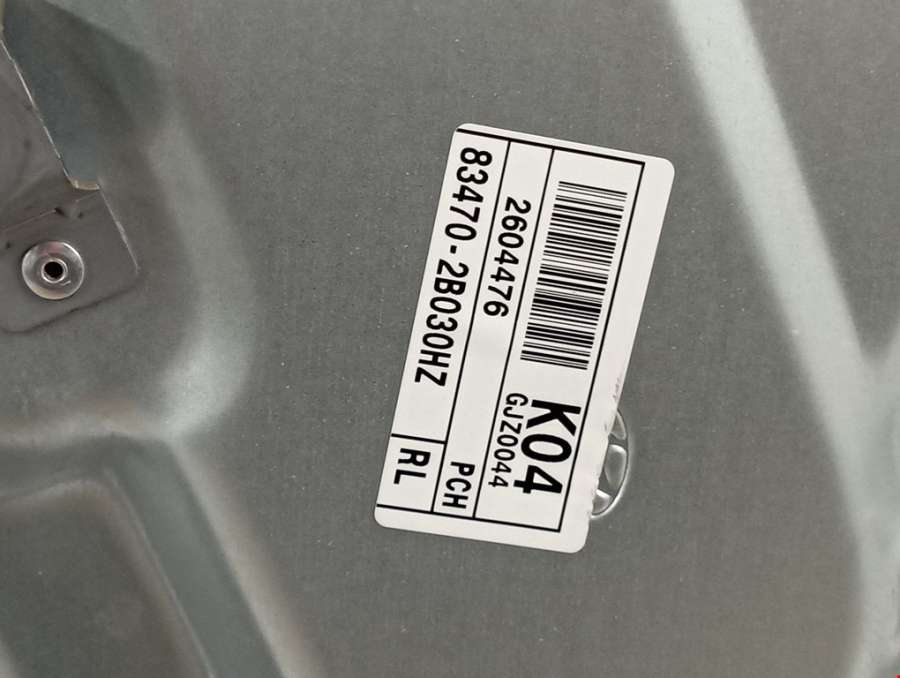 K04
GJZ0044
2604476
PCH
83470-2B030HZ
RL